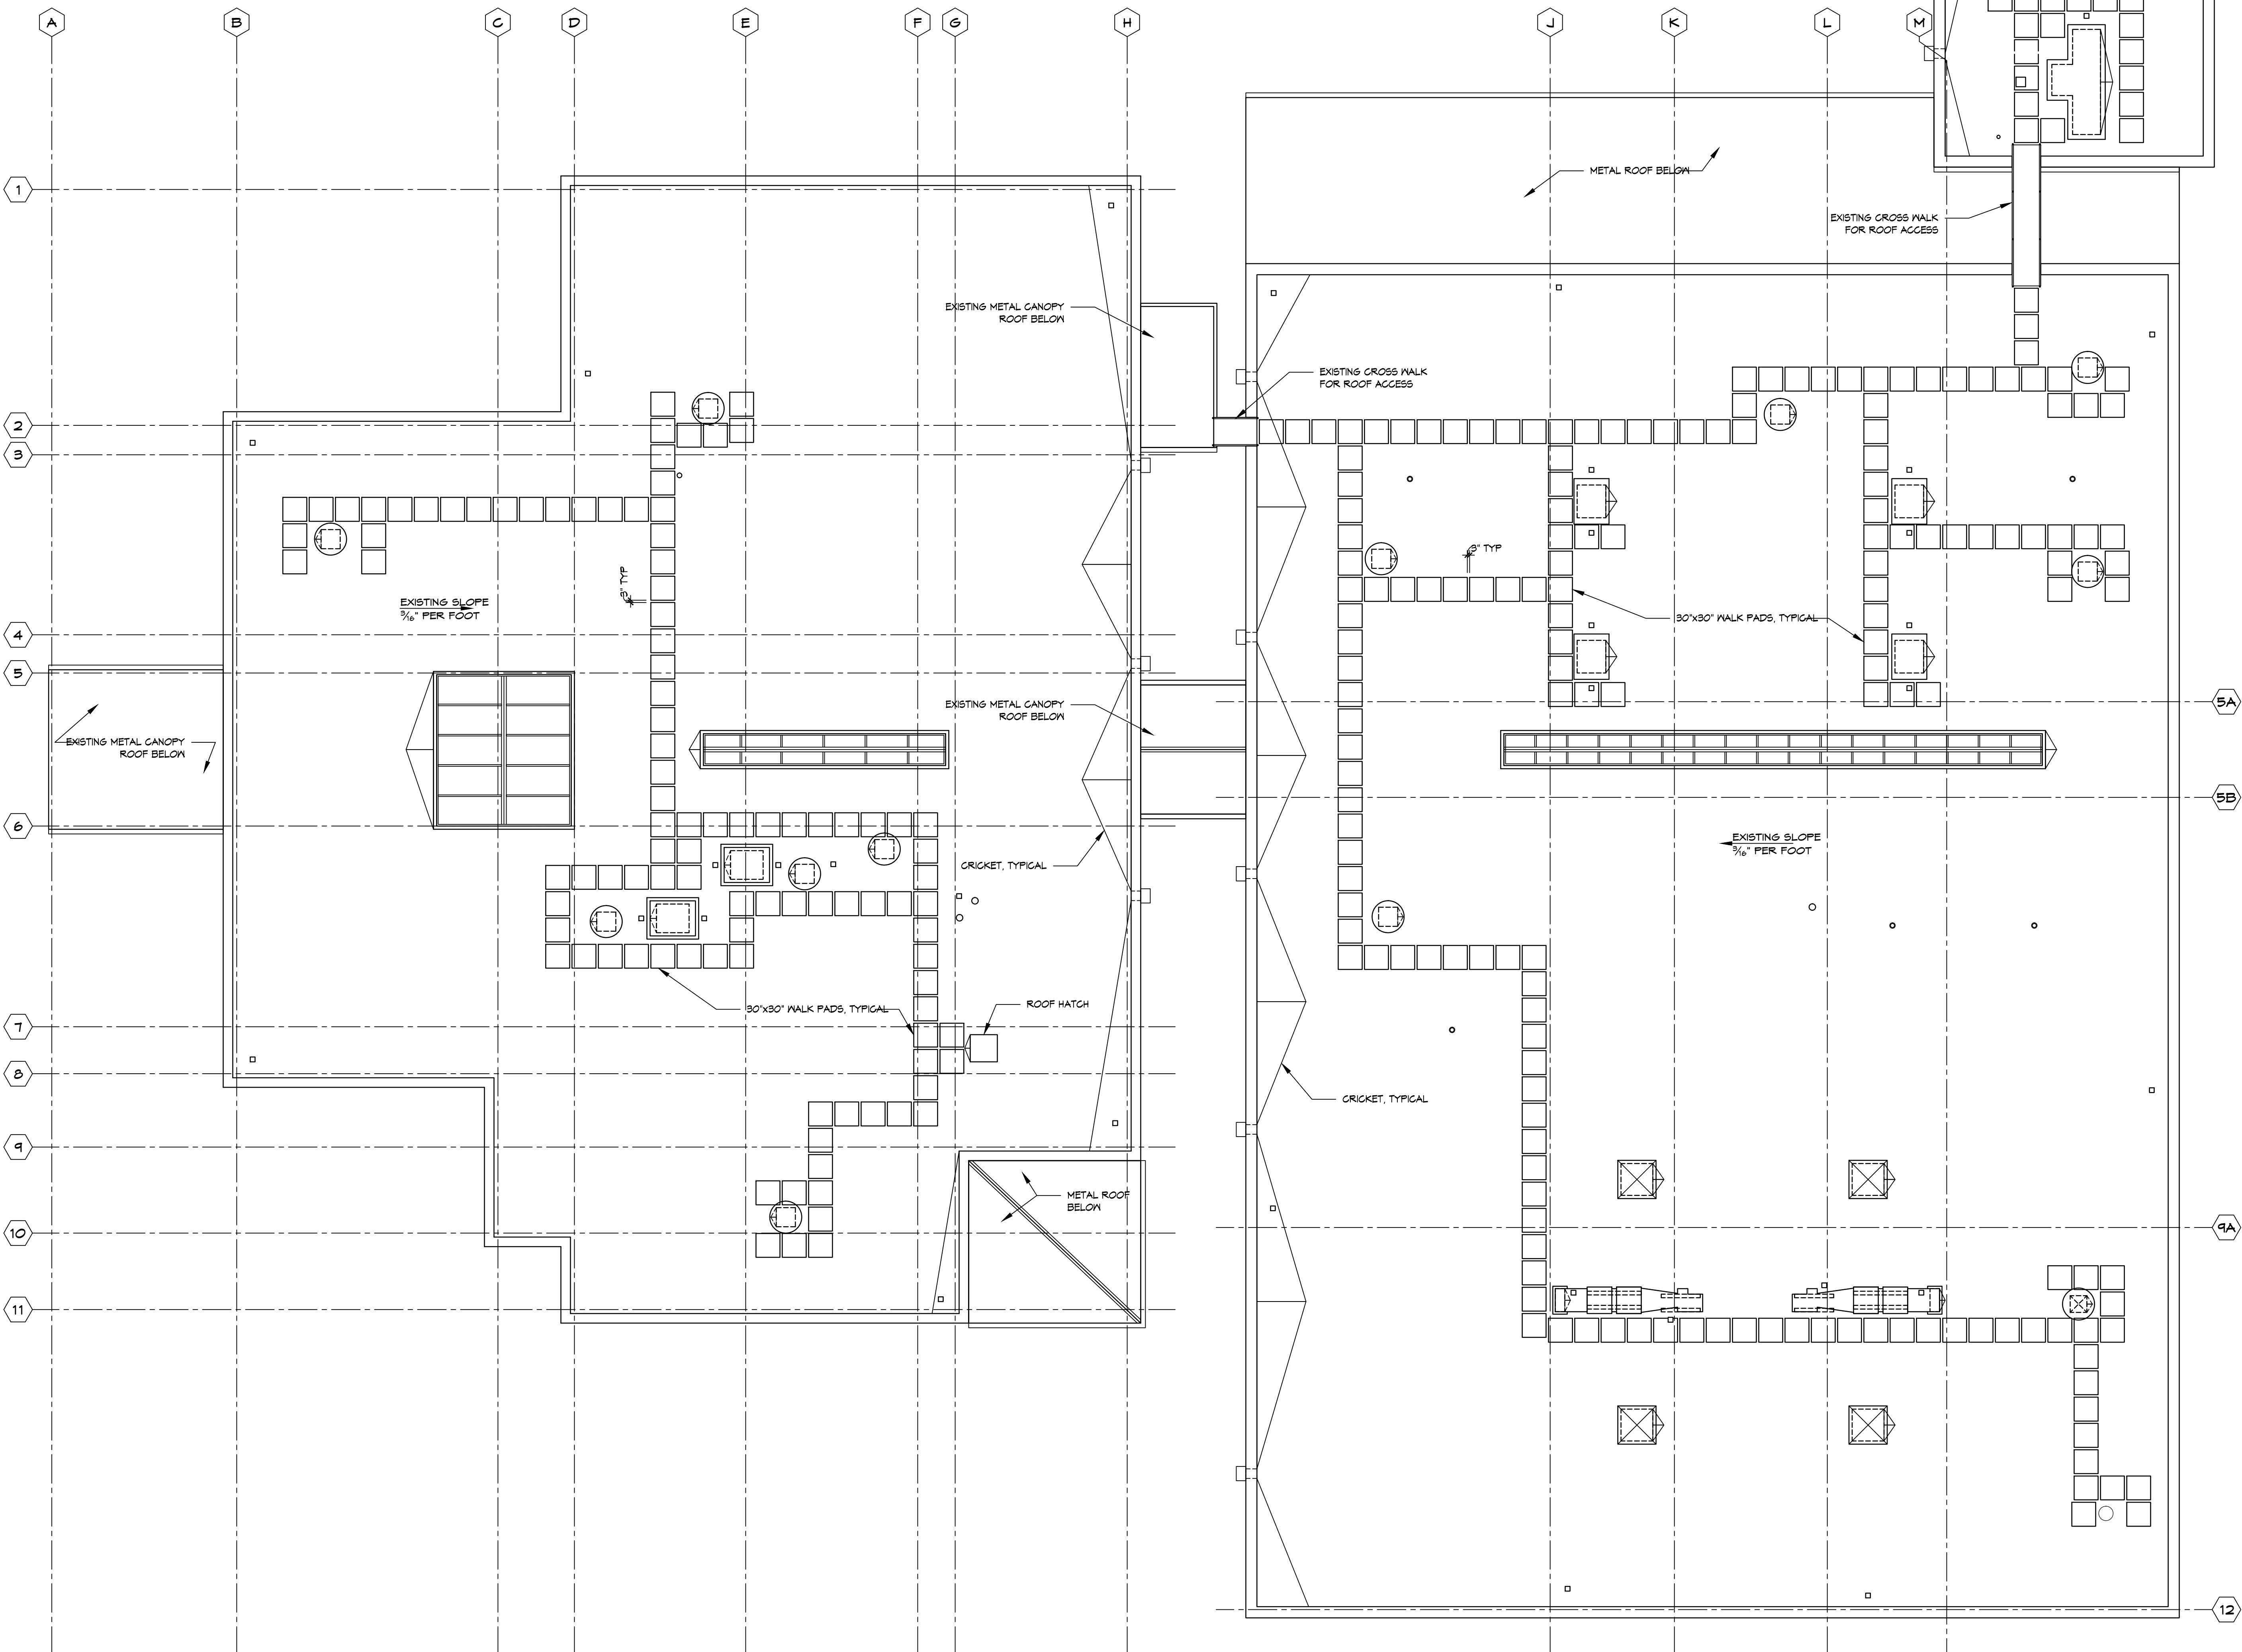 A B C D E F G H J K L M
1
METAL ROOF BELOW
EXISTING CROSS WALK
FOR ROOF ACCESS
EXISTING METAL CANOPY
ROOF BELOW
EXISTING CROSS WALK
FOR ROOF ACCESS
2
3
3" TYP
3" TYP
EXISTING SLOPE
3/16" PER FOOT
30"x30" WALK PADS, TYPICAL
4
5
5A
EXISTING METAL CANOPY
ROOF BELOW
EXISTING METAL CANOPY
ROOF BELOW
5B
6
EXISTING SLOPE
3/16" PER FOOT
CRICKET, TYPICAL
30"x30" WALK PADS, TYPICAL
ROOF HATCH
7
8
CRICKET, TYPICAL
9
METAL ROOF
BELOW
9A
10
11
12